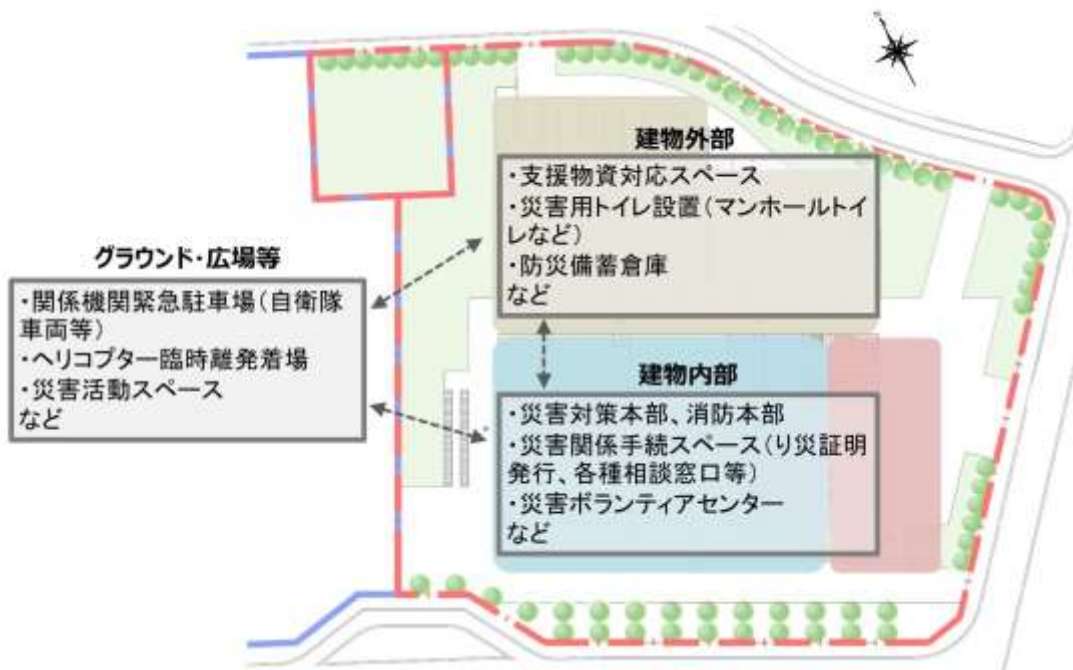 建物外部
・支援物資対応スペース
・災害用トイレ設置(マンホールトイ
レなど)
・防災備蓄倉庫
など
グラウンド・広場等
・関係機関緊急駐車場(自衛隊
車両等)
・ヘリコプター臨時離発着場
・災害活動スペース
など
建物内部
・災害対策本部、消防本部
・災害関係手続スペース(り災証明
発行、各種相談窓口等)
・災害ボランティアセンター
など